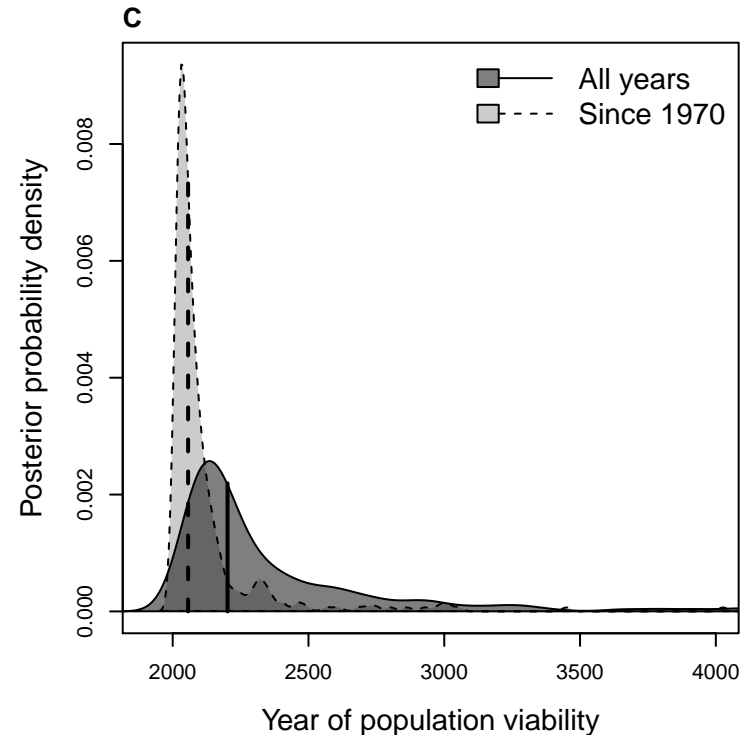 C
All years
Since 1970
Posterior probability density
0.008
0.006
0.004
0.002
0.000
2000 2500 3000 3500 4000
Year of population viability